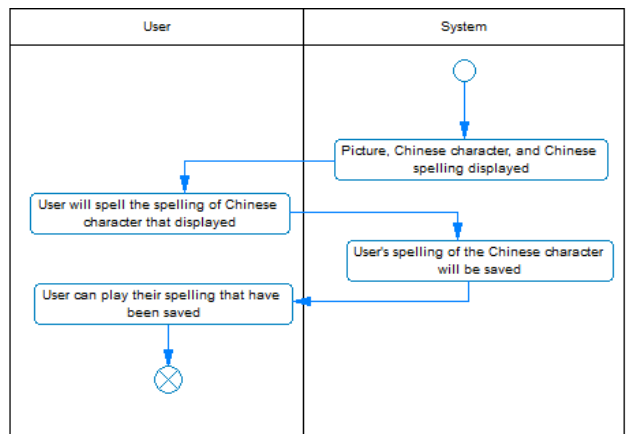 User
System
Picture, Chinese character, and Chinese
spelling displayed
User will spell the spelling of Chinese
character that displayed
User's spelling of the Chinese character
will be saved
User can play their spelling that have
been saved